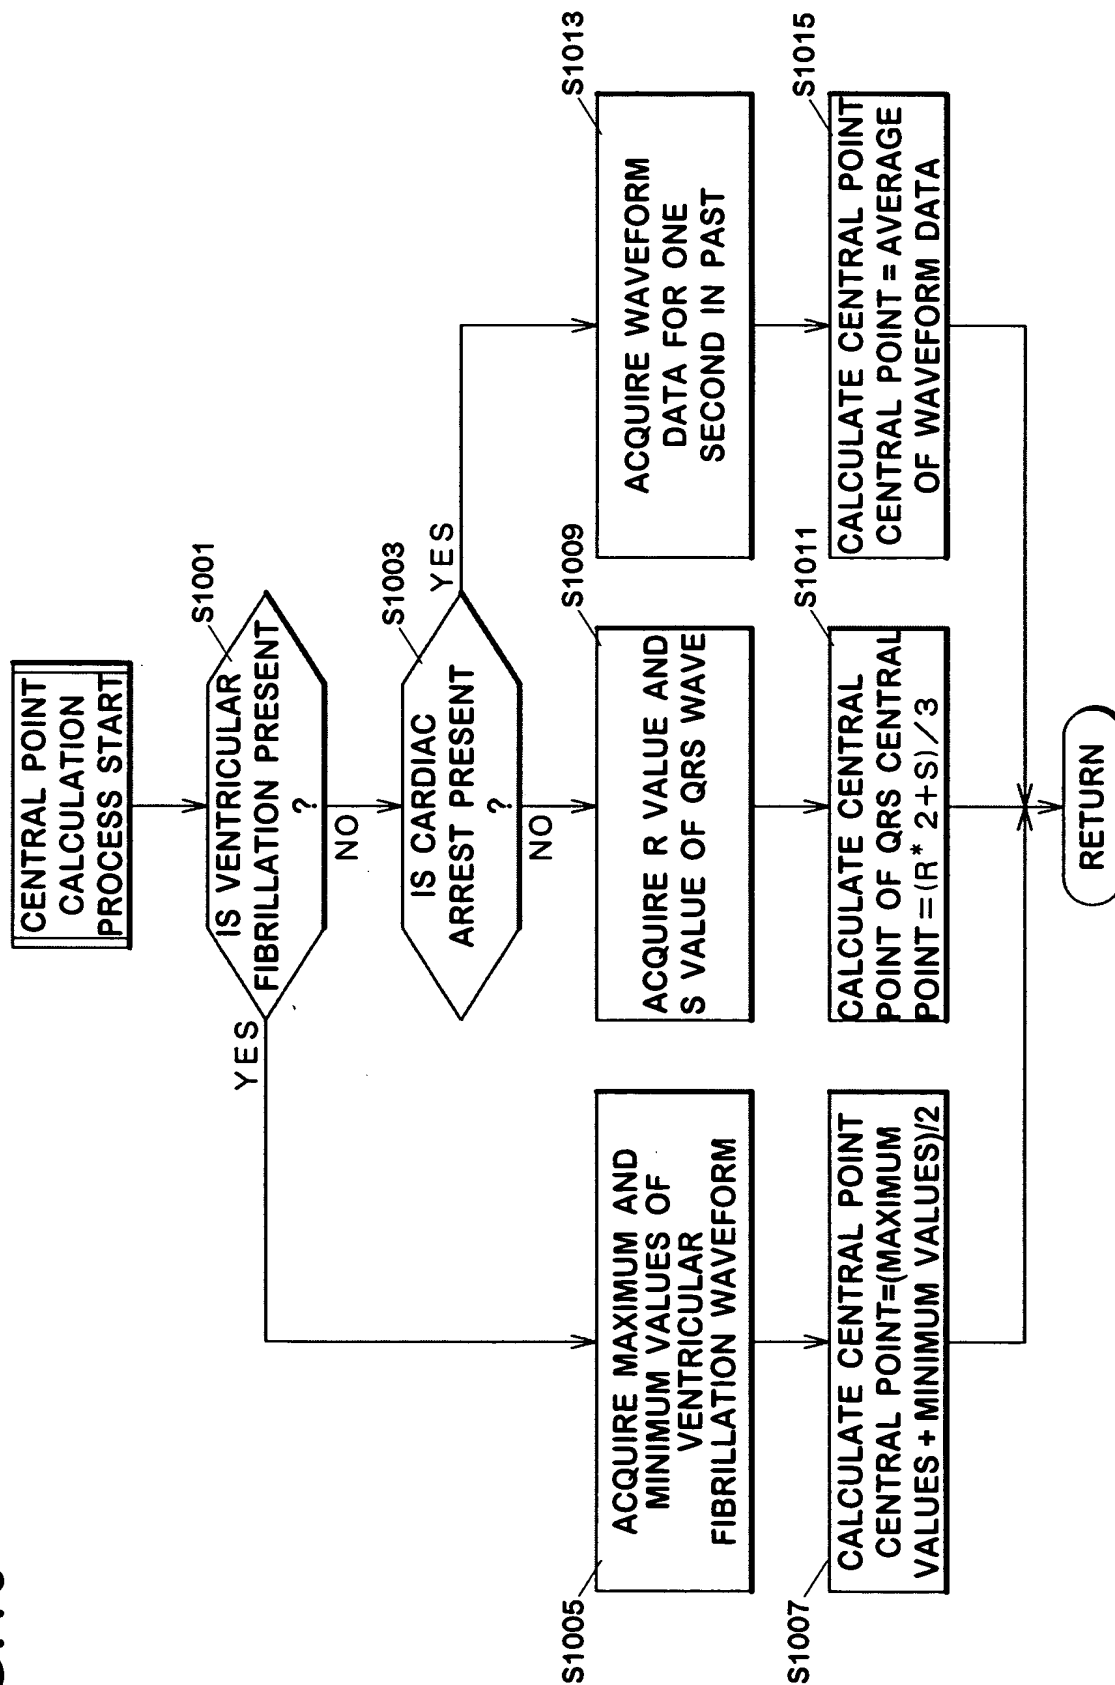 CENTRAL POINT
CALCULATION
PROCESS START
S1001
IS VENTRICULAR
FIBRILLATION PRESENT
?
YES
NO
S1003
IS CARDIAC
ARREST PRESENT
?
YES
NO
S1005
ACQUIRE MAXIMUM AND
MINIMUM VALUES OF
VENTRICULAR
FIBRILLATION WAVEFORM
S1009
ACQUIRE R VALUE AND
S VALUE OF QRS WAVE
S1013
ACQUIRE WAVEFORM
DATA FOR ONE
SECOND IN PAST
S1007
CALCULATE CENTRAL POINT
CENTRAL POINT=(MAXIMUM
VALUES + MINIMUM VALUES)/2
S1011
CALCULATE CENTRAL
POINT OF QRS CENTRAL
POINT=(R* 2+S)/3
S1015
CALCULATE CENTRAL POINT
CENTRAL POINT = AVERAGE
OF WAVEFORM DATA
RETURN